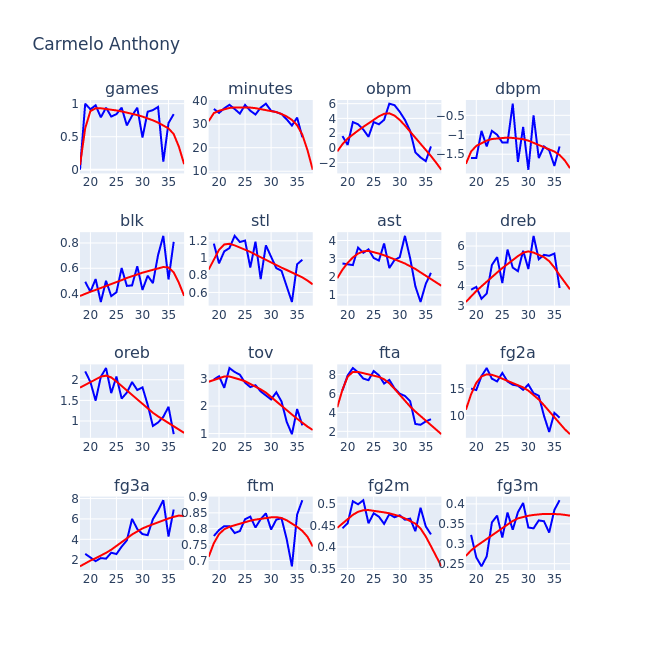 Carmelo Anthony
games minutes obpm dbpm
1 0.5 0 20 25 30 35
40 30 20 10 20 25 30 35
6 4 2 0 −2 20 25 30 35
−0.5 −1 −1.5 20 25 30 35
blk stl ast dreb
0.8 0.6 0.4 20 25 30 35
1.2 1 0.8 0.6 20 25 30 35
4 3 2 1 20 25 30 35
6 5 4 3 20 25 30 35
oreb tov fta fg2a
2 1.5 1 20 25 30 35
3 2 1 20 25 30 35
8 6 4 2 20 25 30 35
15 10 20 25 30 35
fg3a ftm fg2m fg3m
8 6 4 2 20 25 30 35
0.9 0.85 0.8 0.75 0.7 20 25 30 35
0.5 0.45 0.4 0.35 20 25 30 35
0.4 0.35 0.3 0.25 20 25 30 35